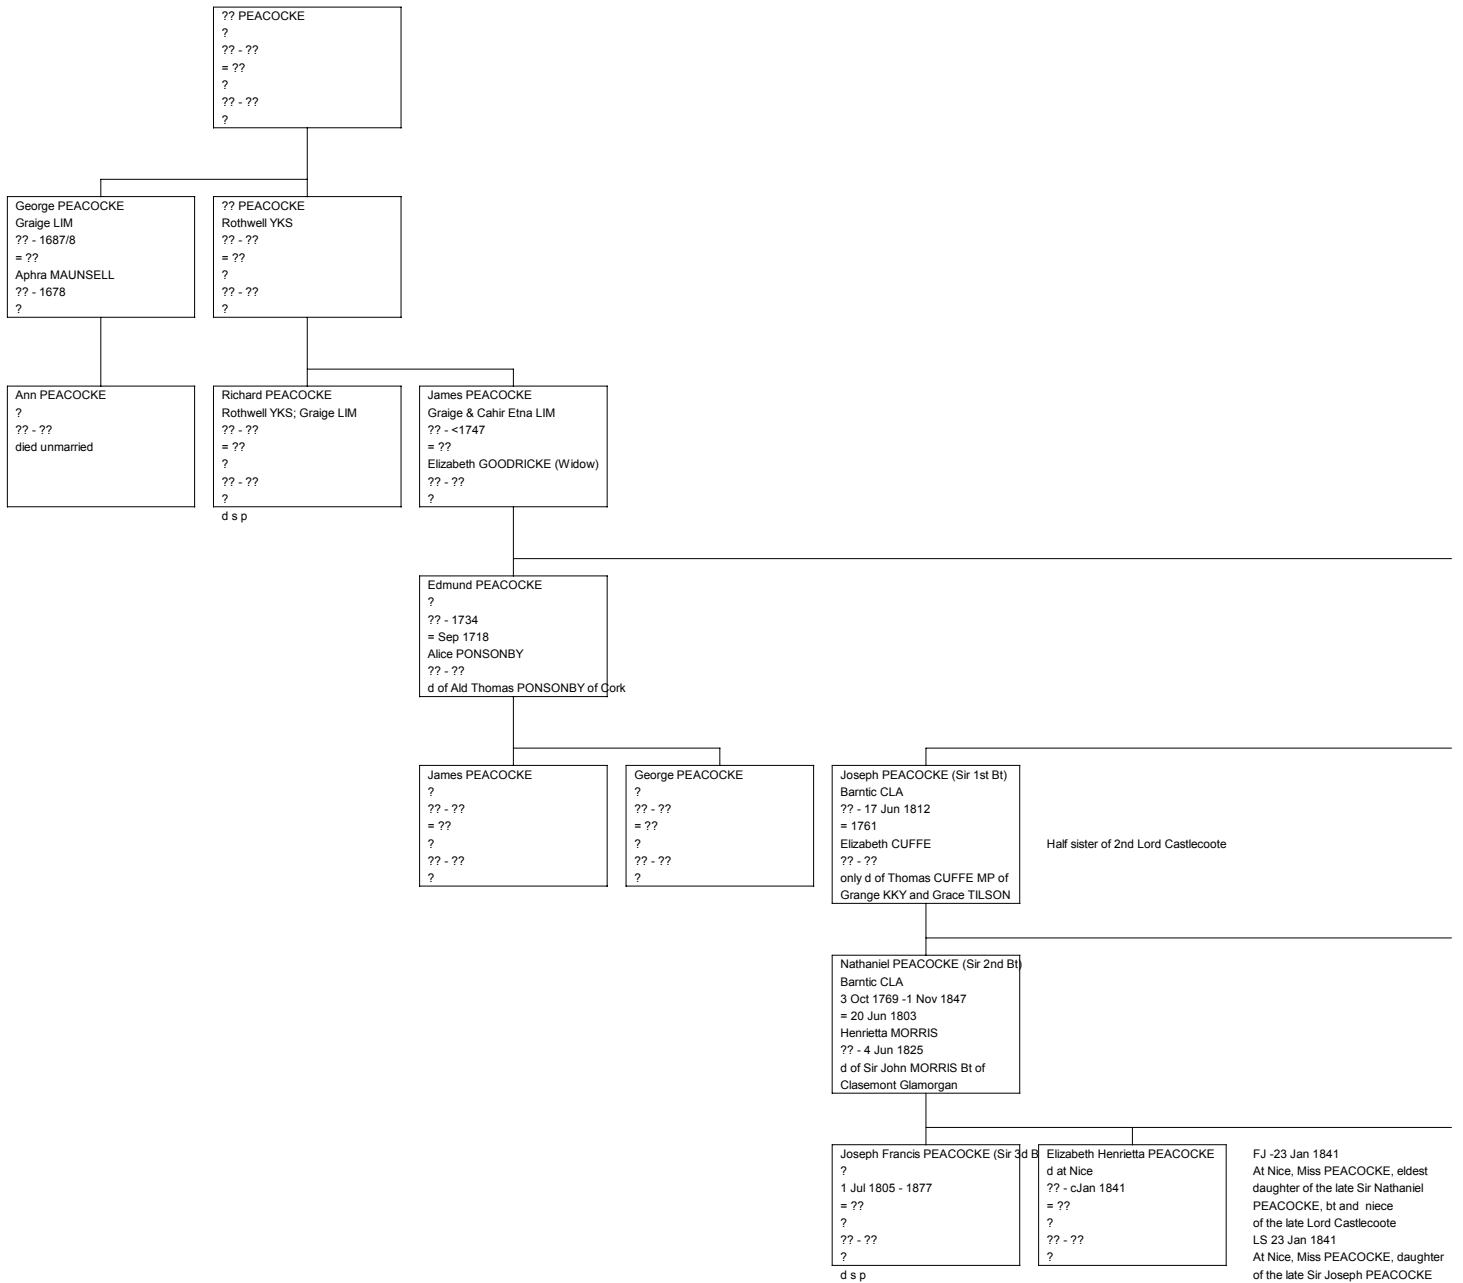 ?? PEACOCKE
?
?? - ??
= ??
?
?? - ??
?
George PEACOCKE
Graige LIM
?? - 1687/8
= ??
Aphra MAUNSELL
?? - 1678
?
?? PEACOCKE
Rothwell YKS
?? - ??
= ??
?
?? - ??
?
Ann PEACOCKE
?
?? - ??
died unmarried
Richard PEACOCKE
Rothwell YKS; Graige LIM
?? - ??
= ??
?
?? - ??
?
d s p
James PEACOCKE
Graige & Cahir Etna LIM
?? - <1747
= ??
Elizabeth GOODRICKE (Widow)
?? - ??
?
Edmund PEACOCKE
?
?? - 1734
= Sep 1718
Alice PONSONBY
?? - ??
d of Ald Thomas PONSONBY of Cork
James PEACOCKE
?
?? - ??
= ??
?
?? - ??
?
George PEACOCKE
?
?? - ??
= ??
?
?? - ??
?
Joseph PEACOCKE (Sir 1st Bt)
Barntic CLA
?? - 17 Jun 1812
= 1761
Elizabeth CUFFE
?? - ??
only d of Thomas CUFFE MP of
Grange KKY and Grace TILSON
Half sister of 2nd Lord Castlecoote
Nathaniel PEACOCKE (Sir 2nd Bt)
Barntic CLA
3 Oct 1769 -1 Nov 1847
= 20 Jun 1803
Henrietta MORRIS
?? - 4 Jun 1825
d of Sir John MORRIS Bt of
Clasemont Glamorgan
Joseph Francis PEACOCKE (Sir 3d B
?
1 Jul 1805 - 1877
= ??
?
?? - ??
?
d s p
Elizabeth Henrietta PEACOCKE
d at Nice
?? - cJan 1841
= ??
?
?? - ??
?
FJ -23 Jan 1841
At Nice, Miss PEACOCKE, eldest
daughter of the late Sir Nathaniel
PEACOCKE, bt and niece
of the late Lord Castlecoote
LS 23 Jan 1841
At Nice, Miss PEACOCKE, daughter
of the late Sir Joseph PEACOCKE